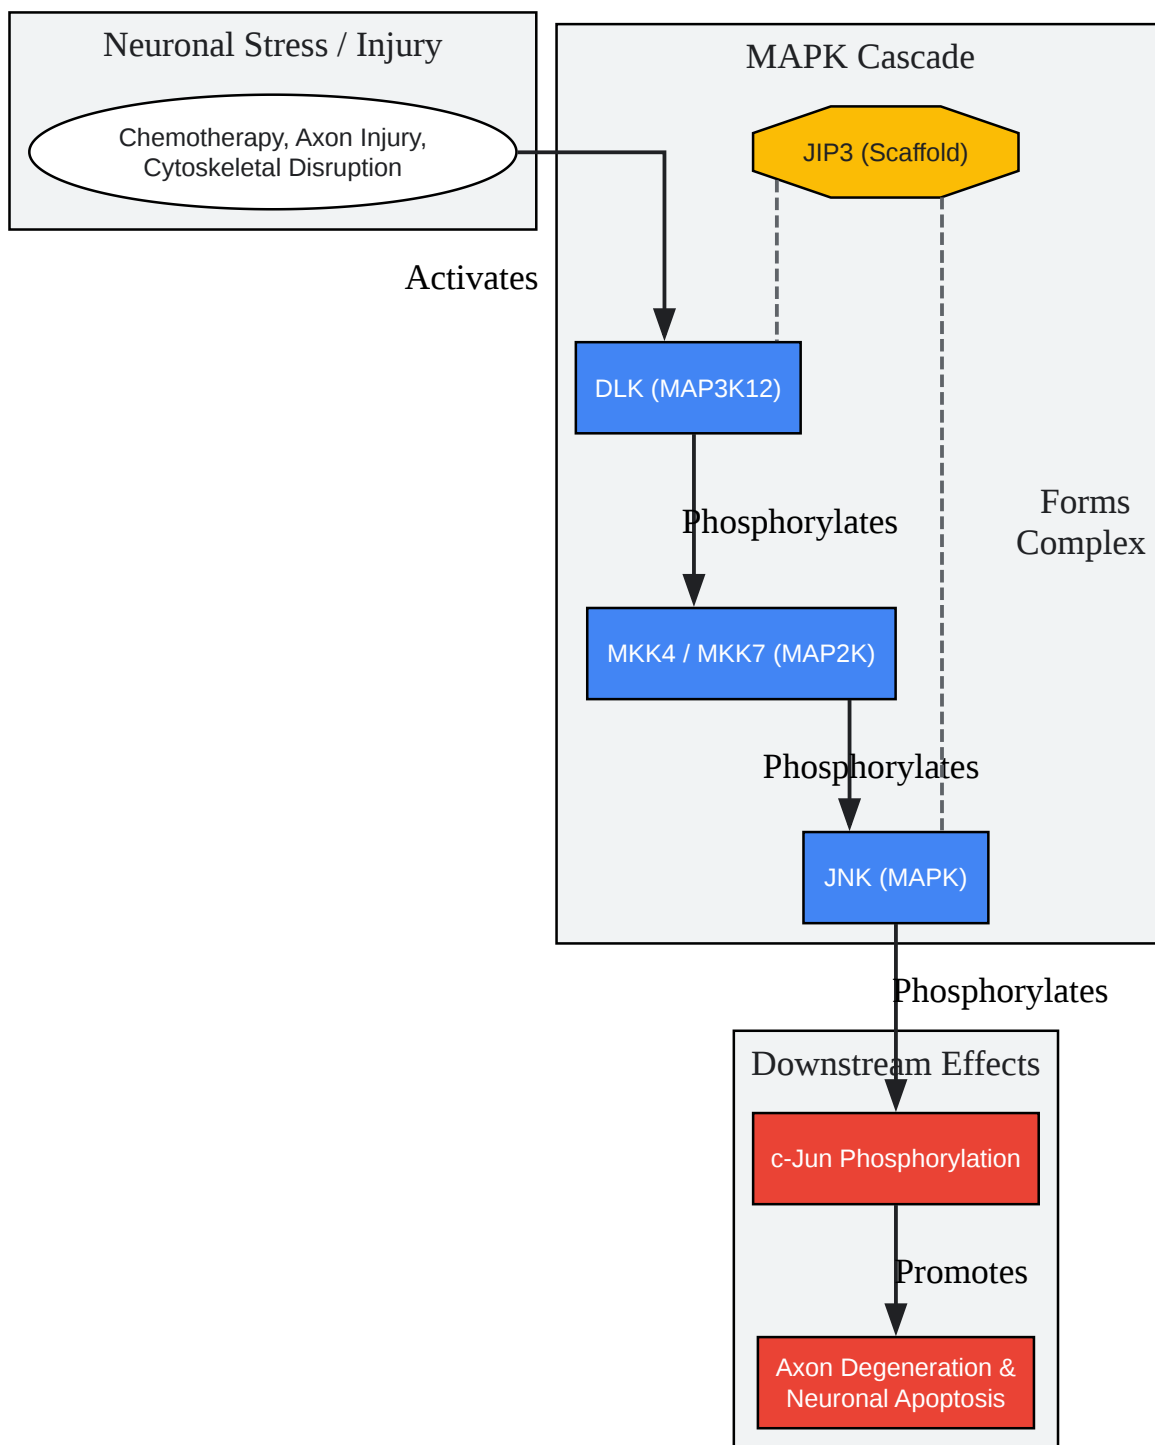 Neuronal Stress / Injury
Chemotherapy, Axon Injury,
Cytoskeletal Disruption
MAPK Cascade
JIP3 (Scaffold)
Activates
DLK (MAP3K12)
Phosphorylates
Forms
Complex
MKK4 / MKK7 (MAP2K)
Phosphorylates
JNK (MAPK)
Phosphorylates
Downstream Effects
c-Jun Phosphorylation
Promotes
Axon Degeneration &
Neuronal Apoptosis